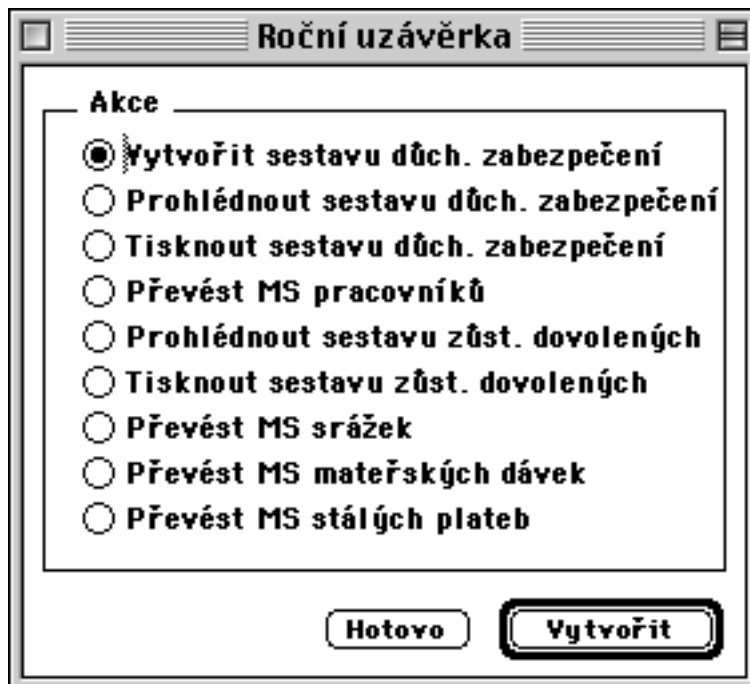 Roční uzávěrka
Akce
Vytvořit sestavu důch. zabezpečení
Prohlédnout sestavu důch. zabezpečení
Tisknout sestavu důch. zabezpečení
Převést MS pracovníků
Prohlédnout sestavu zůst. dovolených
Tisknout sestavu zůst. dovolených
Převést MS srážek
Převést MS mateřských dávek
Převést MS stálých plateb
Hotovo Vytvořit